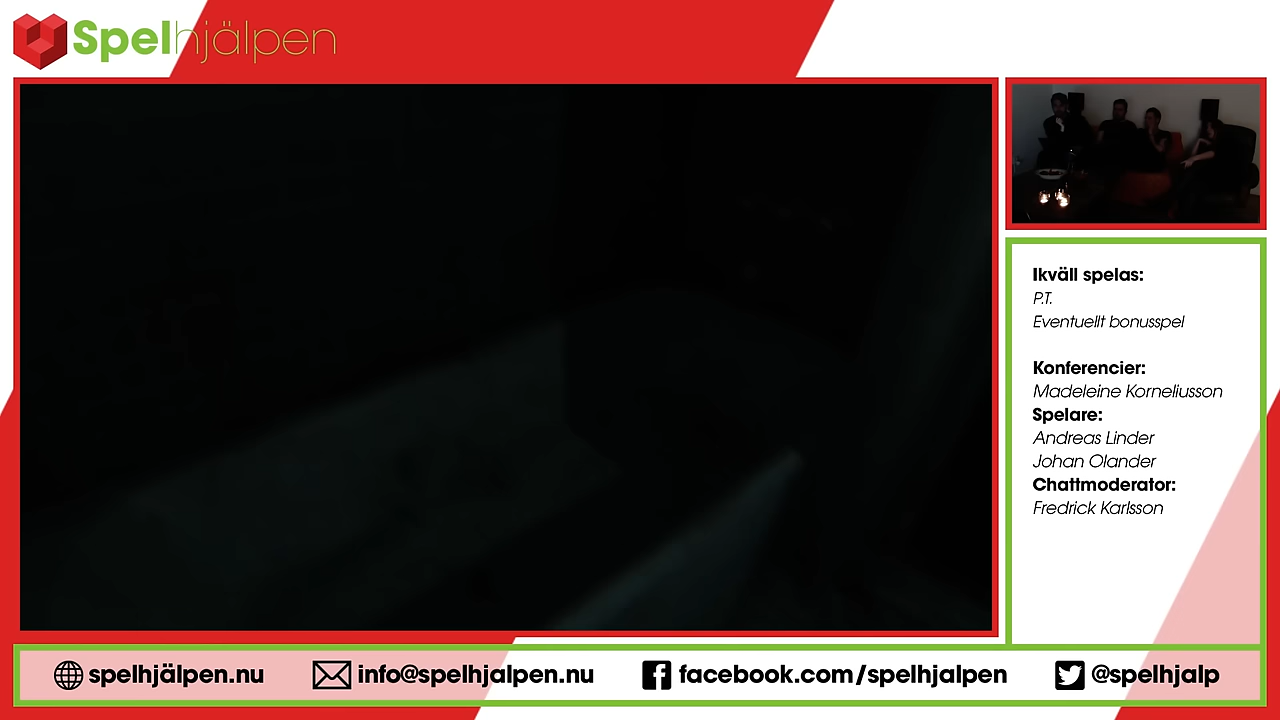 Spelhjälpen
Ikväll spelas:
P.T.
Eventuellt bonusspel
Konferencier:
Madeleine Korneliusson
Spelare:
Andreas Linder
Johan Olander
Chattmoderator:
Fredrick Karlsson
spelhjälpen.nu info@spelhjalpen.nu facebook.com/spelhjalpen @spelhjalp